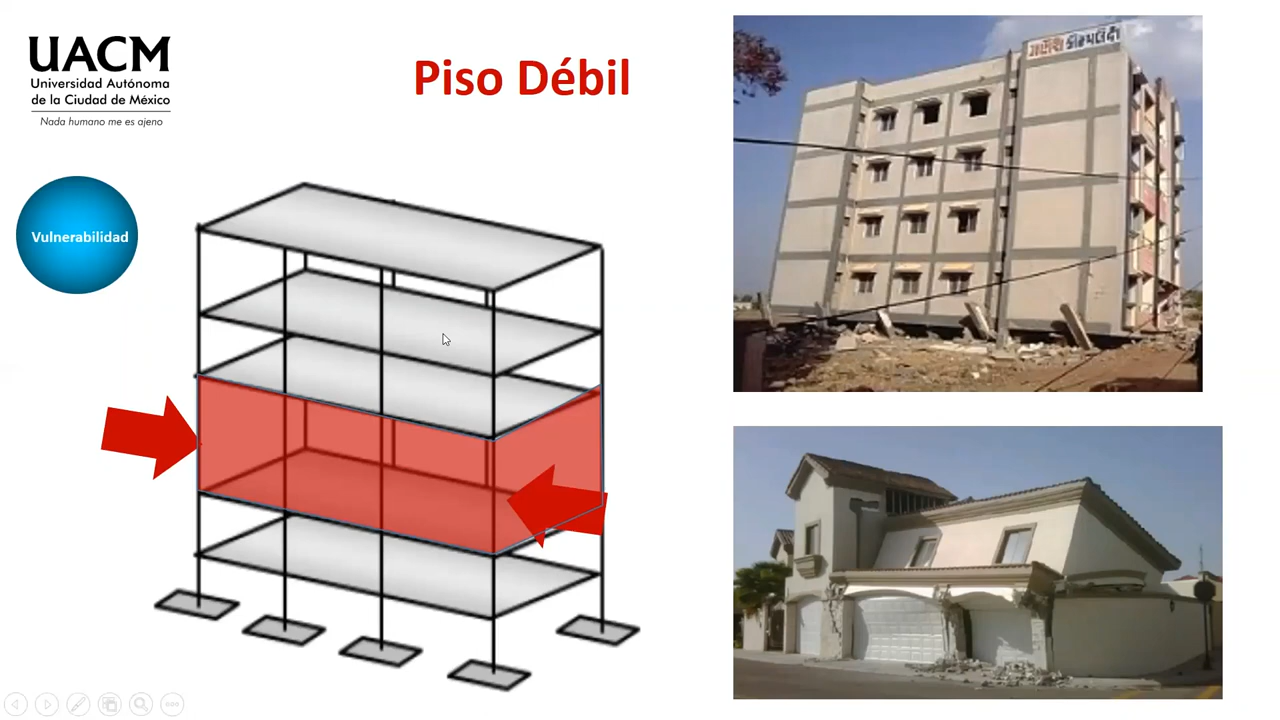 UACM
Universidad Autónoma
de la Ciudad de México
Nada humano me es ajeno
Piso Débil
Vulnerabilidad